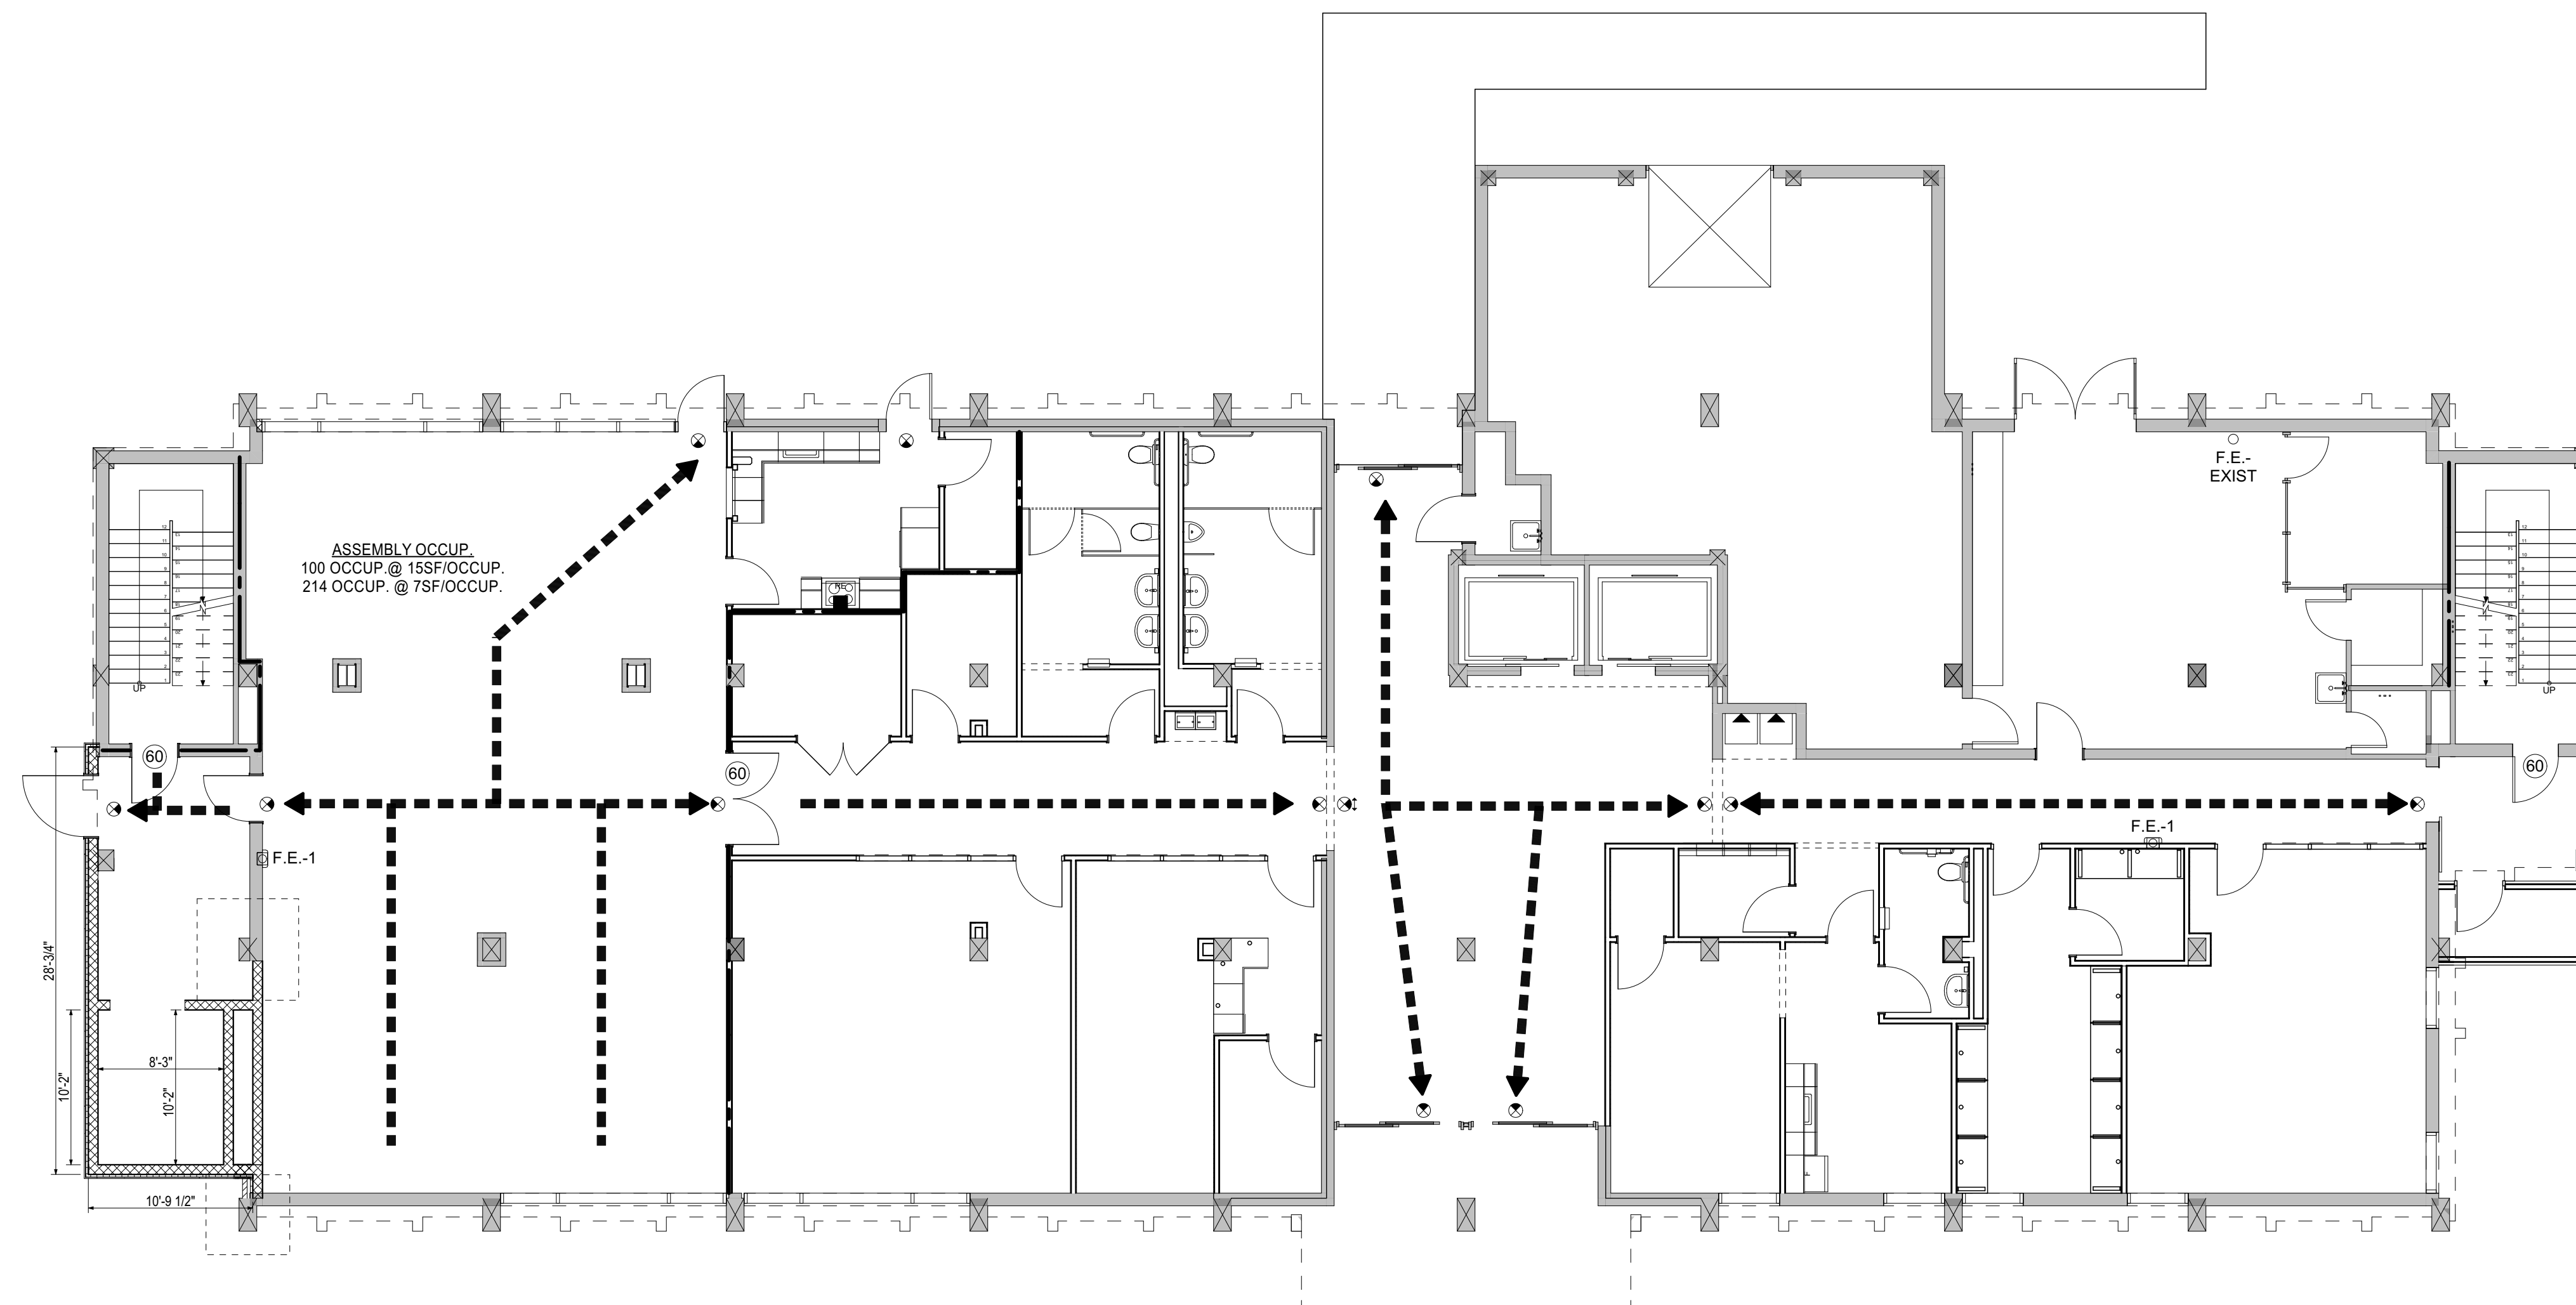 F.E.-
EXIST
ASSEMBLY OCCUP.
100 OCCUP.@ 15SF/OCCUP.
214 OCCUP. @ 7SF/OCCUP.
UP
UP
60
60
60
F.E.-1
F.E.-1
28'-3/4"
10'-2"
8'-3"
10'-2"
10'-9 1/2"